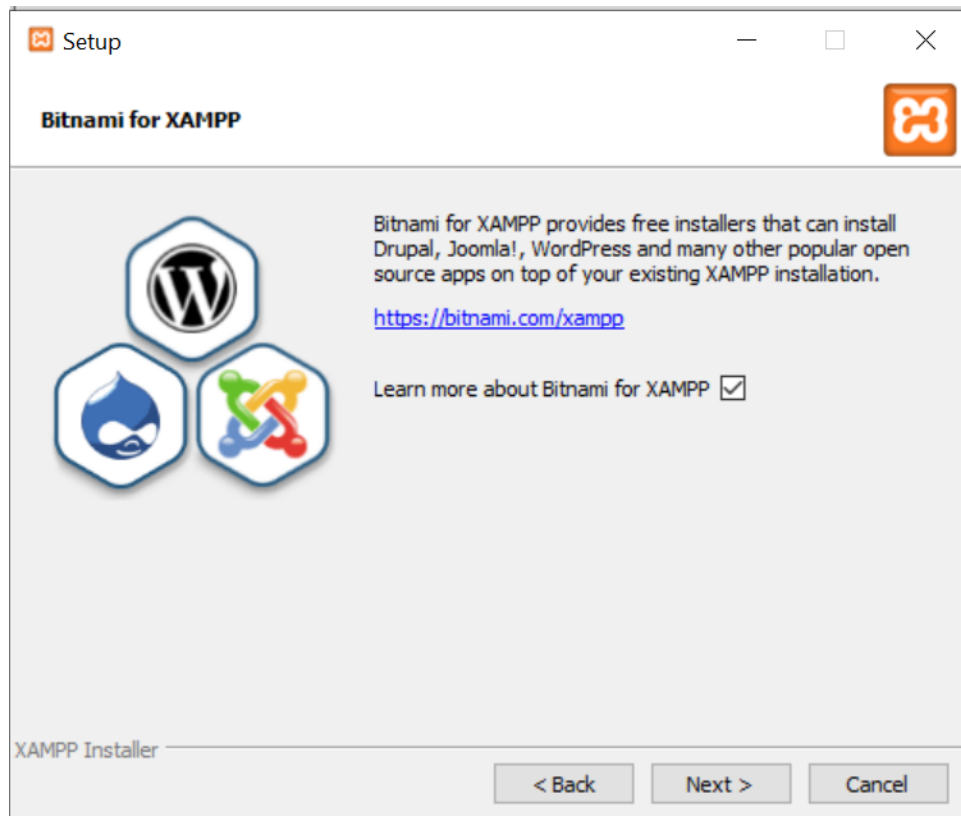 Setup
Bitnami for XAMPP
Bitnami for XAMPP provides free installers that can install
Drupal, Joomla!, WordPress and many other popular open
source apps on top of your existing XAMPP installation.
https://bitnami.com/xampp
Learn more about Bitnami for XAMPP
XAMPP Installer
< Back
Next >
Cancel